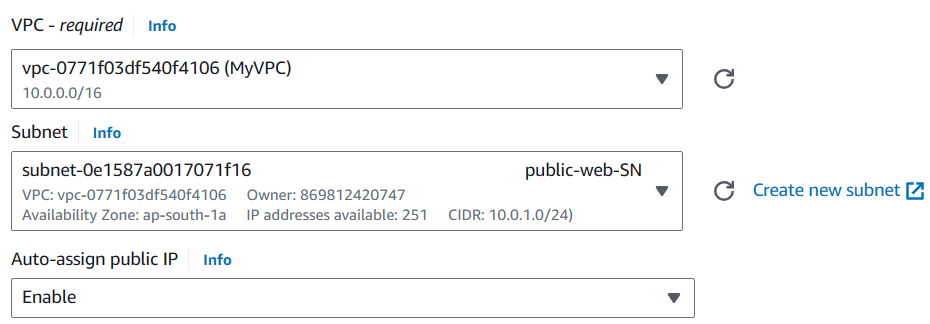 VPC - required Info
vpc-0771f03df540f4106 (MyVPC)
10.0.0.0/16
Subnet Info
subnet-0e1587a0017071f16 public-web-SN
VPC: vpc-0771f03df540f4106 Owner: 869812420747
Availability Zone: ap-south-1a IP addresses available: 251 CIDR: 10.0.1.0/24)
Create new subnet
Auto-assign public IP Info
Enable